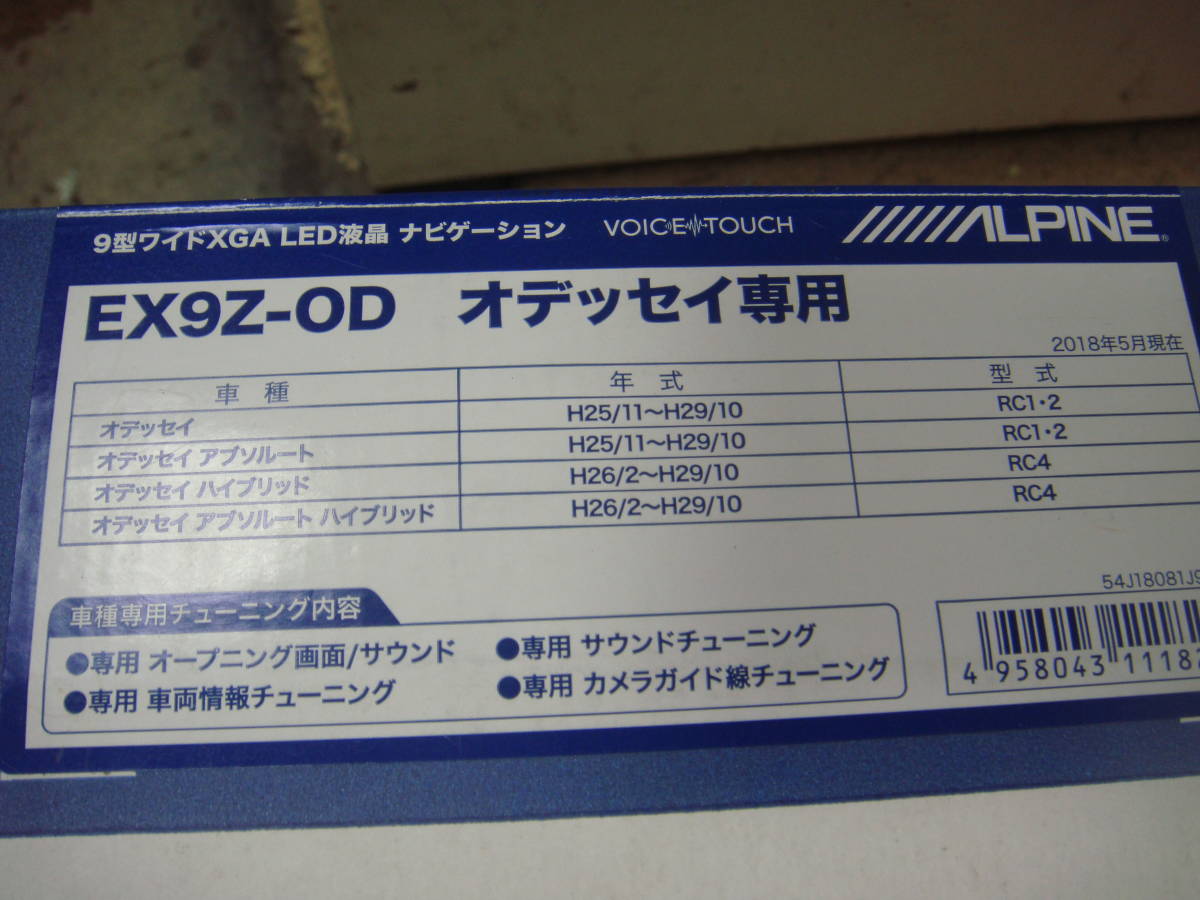 9型ワイドXGA LED液晶 ナビゲーション VOICE TOUCH ALPINE
EX9Z-OD オデッセイ専用
2018年5月現在
車 種 年 式 型 式
オデッセイ H25/11〜H29/10 RC1・2
オデッセイ アブソルート H25/11〜H29/10 RC1・2
オデッセイ ハイブリッド H26/2〜H29/10 RC4
オデッセイ アブソルート ハイブリッド H26/2〜H29/10 RC4
54J18081J9
車種専用チューニング内容
●専用 オープニング画面/サウンド ●専用 サウンドチューニング
●専用 車両情報チューニング ●専用 カメラガイド線チューニング
4 958043 11182